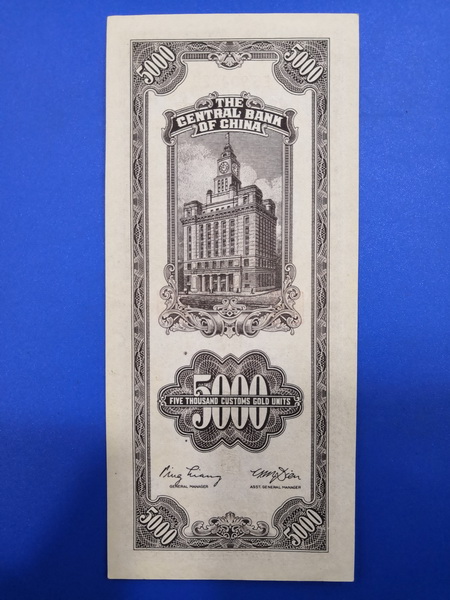 5000 5000
THE
CENTRAL BANK
OF CHINA
5000
FIVE THOUSAND CUSTOMS GOLD UNITS
GENERAL MANAGER ASST. GENERAL MANAGER
5000 5000